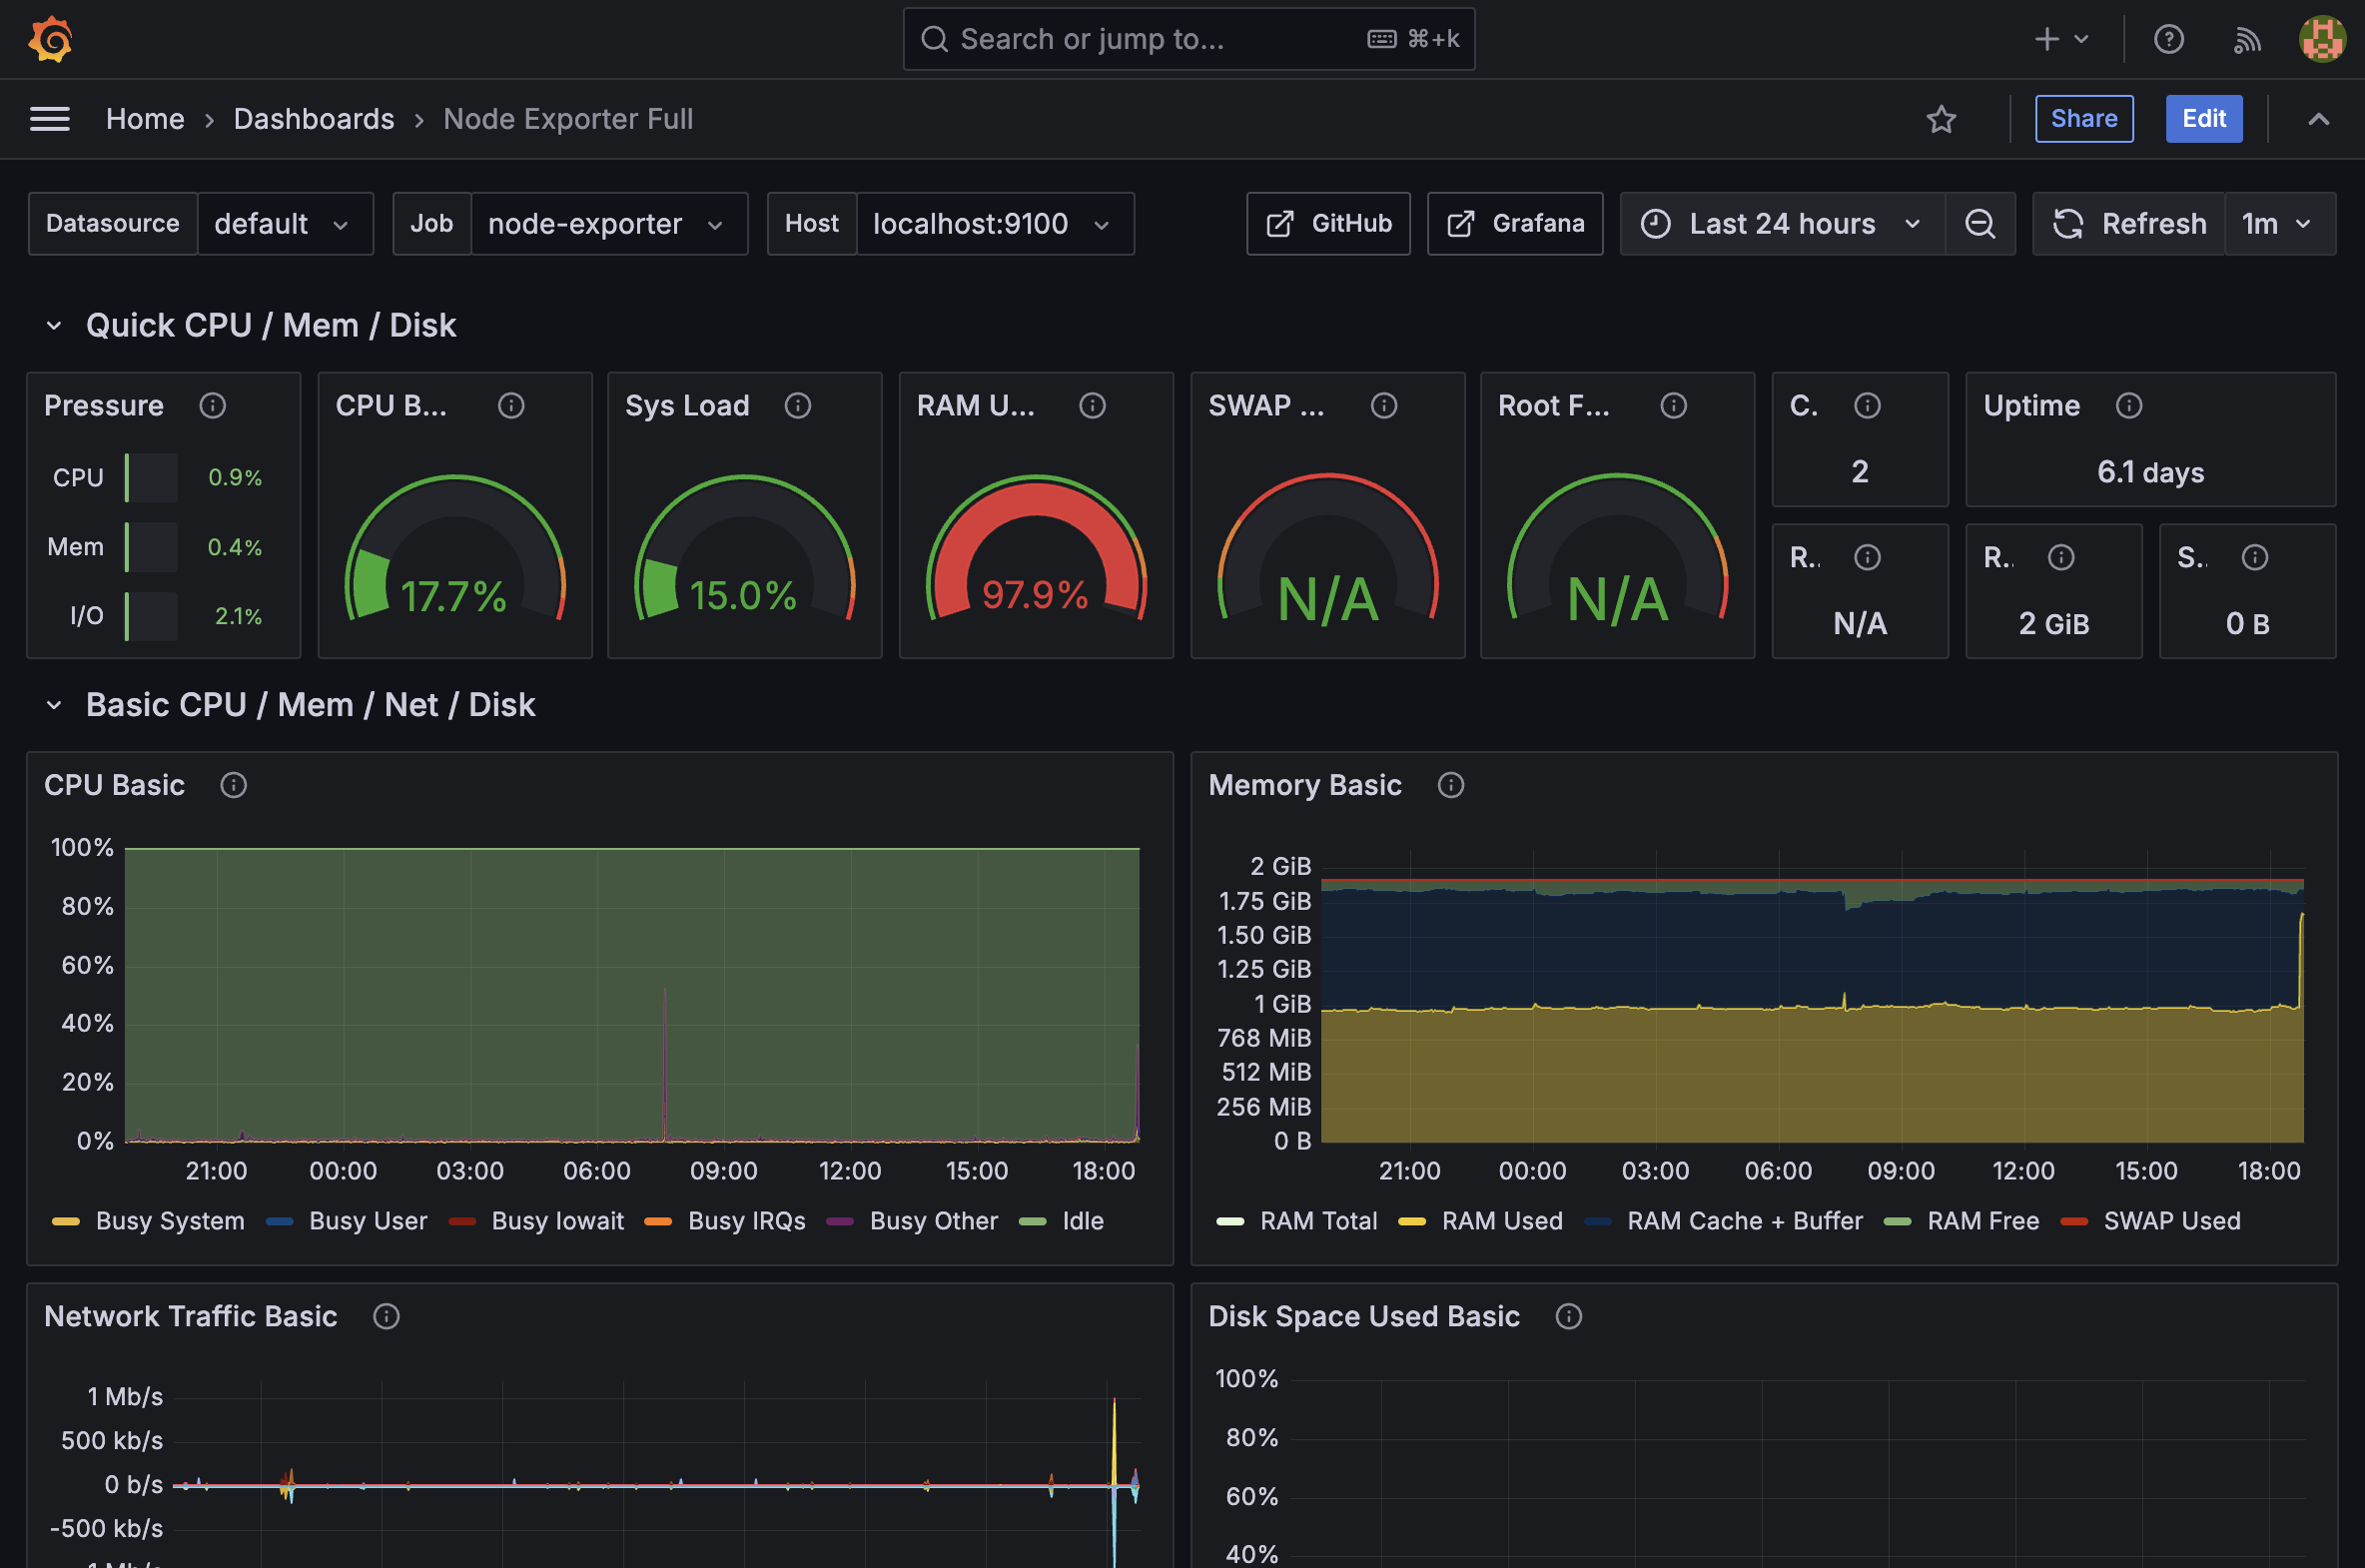 Search or jump to... ⌘+k
Home › Dashboards › Node Exporter Full
Share Edit
Datasource default Job node-exporter Host localhost:9100 GitHub Grafana Last 24 hours Refresh 1m
Quick CPU / Mem / Disk
Pressure
CPU 0.9%
Mem 0.4%
I/O 2.1%
CPU B...
17.7%
Sys Load
15.0%
RAM U...
97.9%
SWAP ...
N/A
Root F...
N/A
C.
2
Uptime
6.1 days
R..
N/A
R..
2 GiB
S..
0 B
Basic CPU / Mem / Net / Disk
CPU Basic
100%
80%
60%
40%
20%
0%
21:00 00:00 03:00 06:00 09:00 12:00 15:00 18:00
Busy System Busy User Busy Iowait Busy IRQs Busy Other Idle
Memory Basic
2 GiB
1.75 GiB
1.50 GiB
1.25 GiB
1 GiB
768 MiB
512 MiB
256 MiB
0 B
21:00 00:00 03:00 06:00 09:00 12:00 15:00 18:00
RAM Total RAM Used RAM Cache + Buffer RAM Free SWAP Used
Network Traffic Basic
1 Mb/s
500 kb/s
0 b/s
-500 kb/s
Disk Space Used Basic
100%
80%
60%
40%